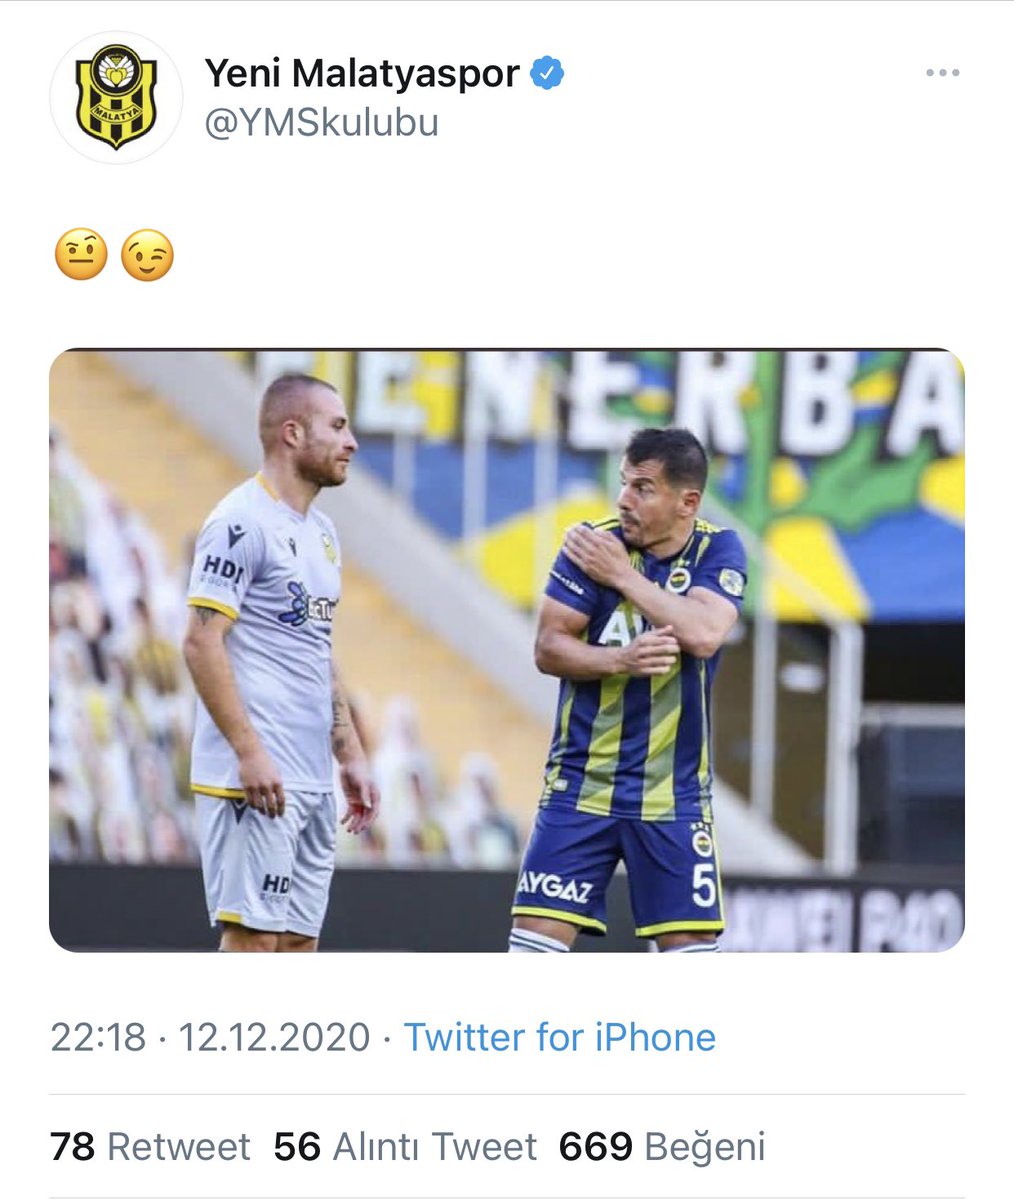 Yeni Malatyaspor
@YMSkulubu
MALATYA
FENERBA
HDI
HDI
AYGAZ
5
22:18 · 12.12.2020 · Twitter for iPhone
78 Retweet 56 Alıntı Tweet 669 Beğeni